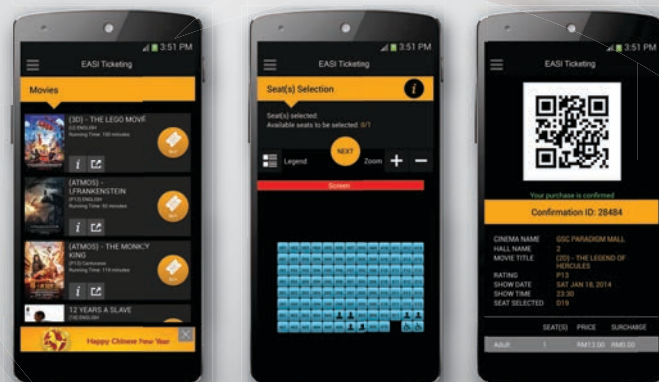 3:51 PM
EASI Ticketing
Movies
(3D) - THE LEGO MOVIE
(U) ENGLISH
Running Time: 100 minutes
(ATMOS) -
I,FRANKENSTEIN
(P13) ENGLISH
Running Time: 92 minutes
(ATMOS) - THE MONKEY
KING
(P13) Cantonese
Running Time: 119 minutes
12 YEARS A SLAVE
(18) ENGLISH
Happy Chinese New Year
3:51 PM
EASI Ticketing
Seat(s) Selection
Seat(s) selected:
Available seats to be selected: 0/1
NEXT
Legend
Zoom
Screen
3:51 PM
EASI Ticketing
Your purchase is confirmed
Confirmation ID: 28484
CINEMA NAME GSC PARADIGM MALL
HALL NAME 2
MOVIE TITLE (2D) - THE LEGEND OF
HERCULES
RATING P13
SHOW DATE SAT JAN 18, 2014
SHOW TIME 23:30
SEAT SELECTED D19
SEAT(S) PRICE SURCHARGE
Adult 1 RM13.00 RM0.00